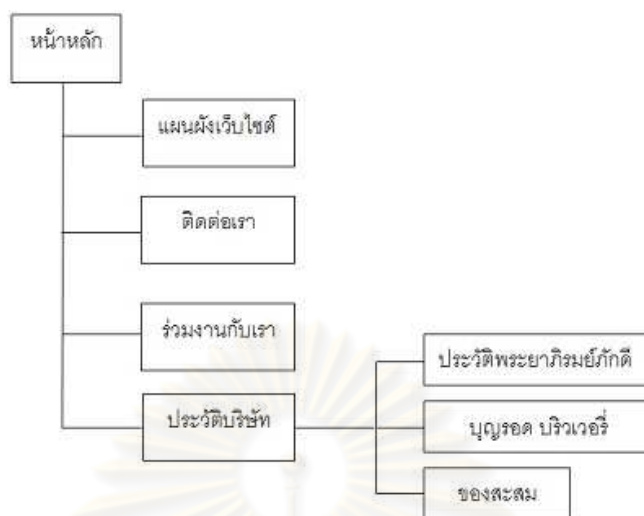 หน้าหลัก
แผนผังเว็บไซต์
ติดต่อเรา
ร่วมงานกับเรา
ประวัติบริษัท
ประวัติพระยาภิรมย์ภักดี
บุญรอด บริวเวอรี่
ของสะสม